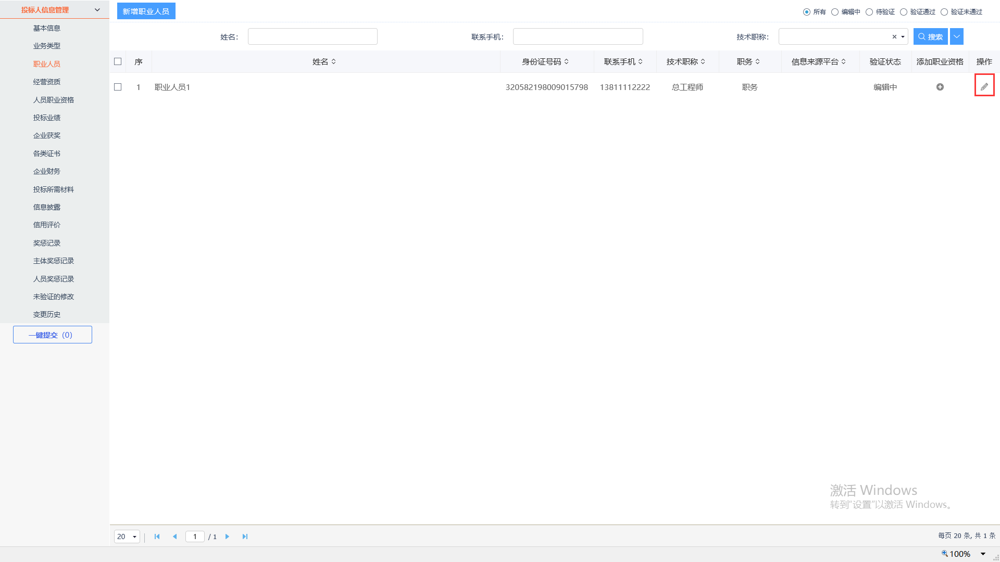 投标人信息管理
基本信息
业务类型
职业人员
经营资质
人员职业资格
投标业绩
企业获奖
各类证书
企业财务
投标所需材料
信息披露
信用评价
奖惩记录
主体奖惩记录
人员奖惩记录
未验证的修改
变更历史
一键提交（0）
新增职业人员
所有 编辑中 待验证 验证通过 验证未通过
姓名： 联系手机： 技术职称： 搜索
序 姓名 身份证号码 联系手机 技术职称 职务 信息来源平台 验证状态 添加职业资格 操作
1 职业人员1 320582198009015798 13811112222 总工程师 职务 编辑中
激活 Windows
转到“设置”以激活 Windows。
20 1 / 1 每页 20 条, 共 1 条
100%